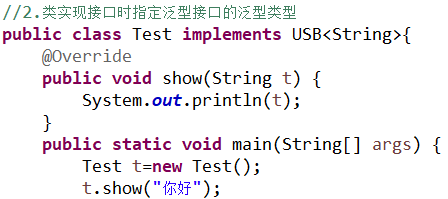 //2.类实现接口时指定泛型接口的泛型类型
public class Test implements USB<String>{
@Override
public void show(String t) {
System.out.println(t);
}
public static void main(String[] args) {
Test t=new Test();
t.show("你好");